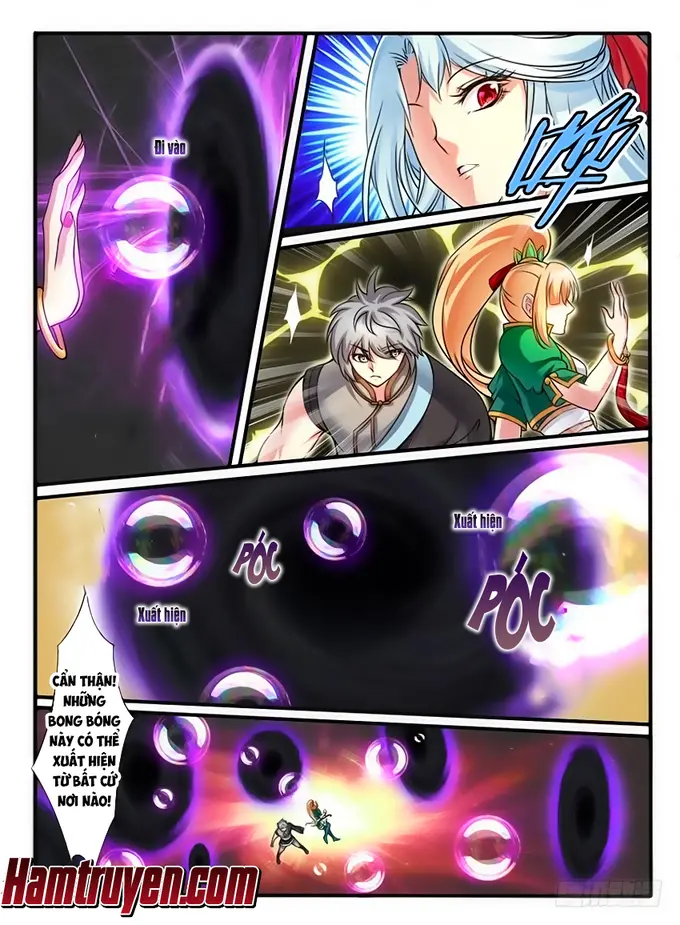 Đi vào
Xuất hiện
PÓC
Xuất hiện
PÓC
CẨN THẬN!
NHỮNG
BONG BÓNG
NÀY CÓ THỂ
XUẤT HIỆN
TỪ BẤT CỨ
NƠI NÀO!
Hamtruyen.com